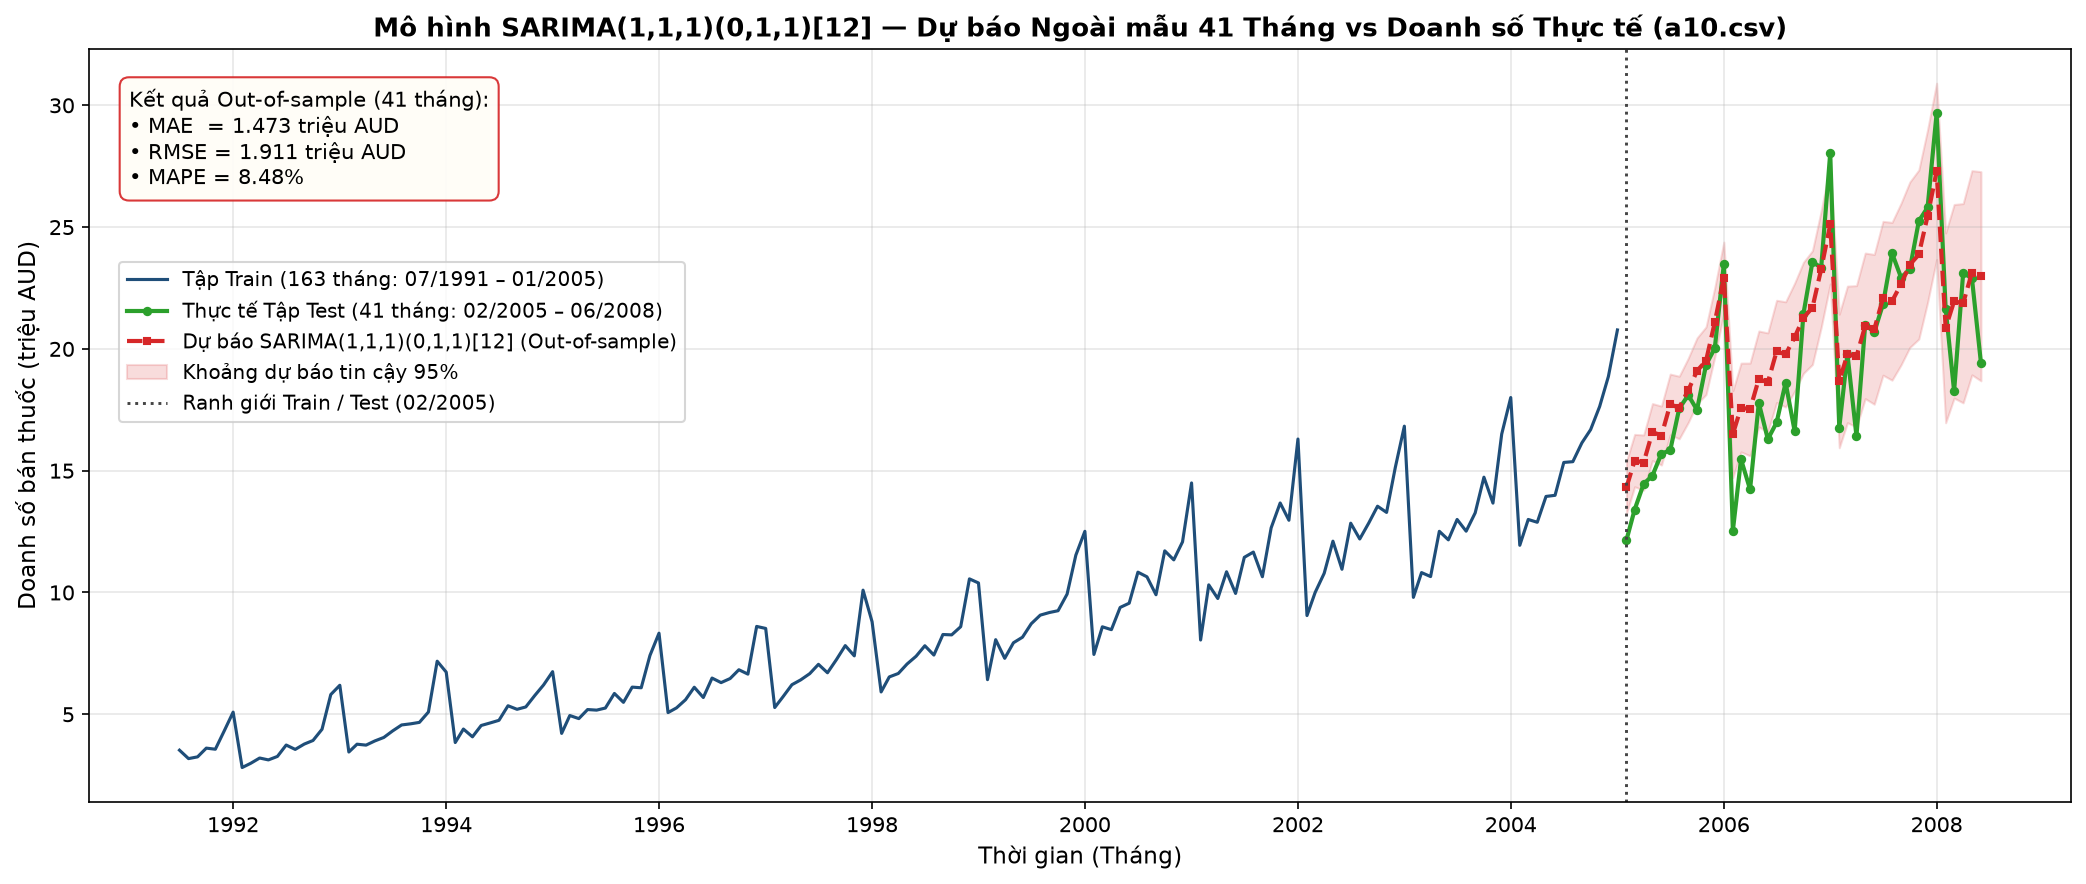 Mô hình SARIMA(1,1,1)(0,1,1)[12] — Dự báo Ngoài mẫu 41 Tháng vs Doanh số Thực tế (a10.csv)
Kết quả Out-of-sample (41 tháng):
• MAE  = 1.473 triệu AUD
• RMSE = 1.911 triệu AUD
• MAPE = 8.48%
Tập Train (163 tháng: 07/1991 – 01/2005)
Thực tế Tập Test (41 tháng: 02/2005 – 06/2008)
Dự báo SARIMA(1,1,1)(0,1,1)[12] (Out-of-sample)
Khoảng dự báo tin cậy 95%
Ranh giới Train / Test (02/2005)
Doanh số bán thuốc (triệu AUD)
30
25
20
15
10
5
1992
1994
1996
1998
2000
2002
2004
2006
2008
Thời gian (Tháng)